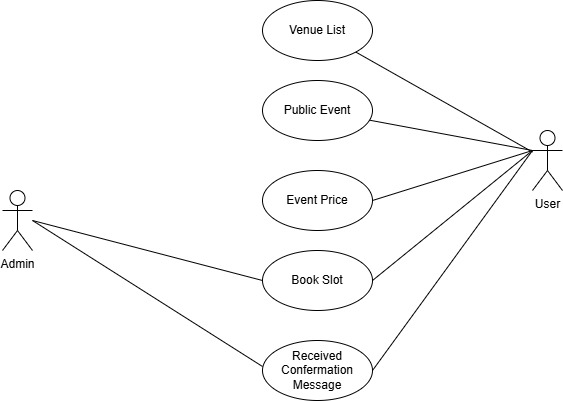 Venue List
Public Event
User
Event Price
Admin
Book Slot
Received
Confermation
Message